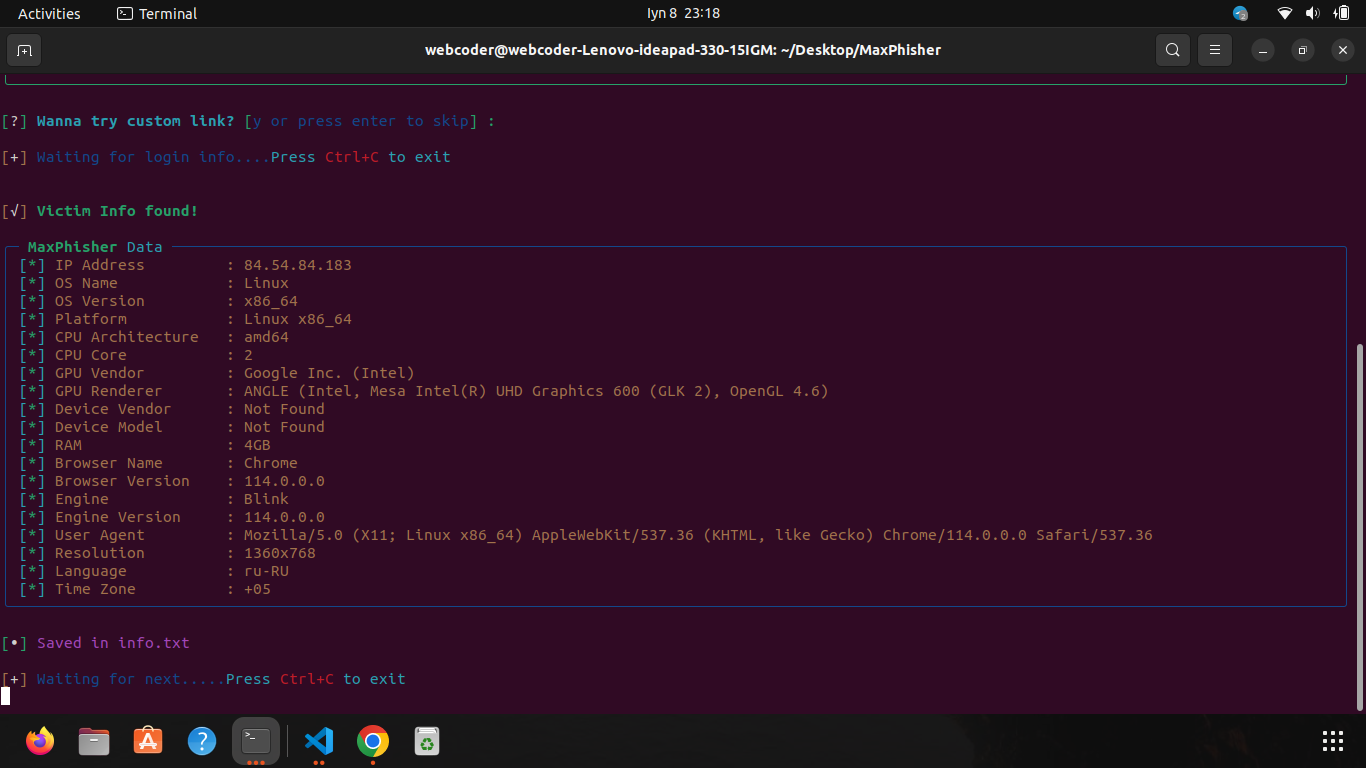 Activities
Terminal
Iyn 8 23:18
webcoder@webcoder-Lenovo-ideapad-330-15IGM: ~/Desktop/MaxPhisher
[?] Wanna try custom link? [y or press enter to skip] :
[+] Waiting for login info....Press Ctrl+C to exit
[√] Victim Info found!
MaxPhisher Data
[*] IP Address : 84.54.84.183
[*] OS Name : Linux
[*] OS Version : x86_64
[*] Platform : Linux x86_64
[*] CPU Architecture : amd64
[*] CPU Core : 2
[*] GPU Vendor : Google Inc. (Intel)
[*] GPU Renderer : ANGLE (Intel, Mesa Intel(R) UHD Graphics 600 (GLK 2), OpenGL 4.6)
[*] Device Vendor : Not Found
[*] Device Model : Not Found
[*] RAM : 4GB
[*] Browser Name : Chrome
[*] Browser Version : 114.0.0.0
[*] Engine : Blink
[*] Engine Version : 114.0.0.0
[*] User Agent : Mozilla/5.0 (X11; Linux x86_64) AppleWebKit/537.36 (KHTML, like Gecko) Chrome/114.0.0.0 Safari/537.36
[*] Resolution : 1360x768
[*] Language : ru-RU
[*] Time Zone : +05
[•] Saved in info.txt
[+] Waiting for next.....Press Ctrl+C to exit